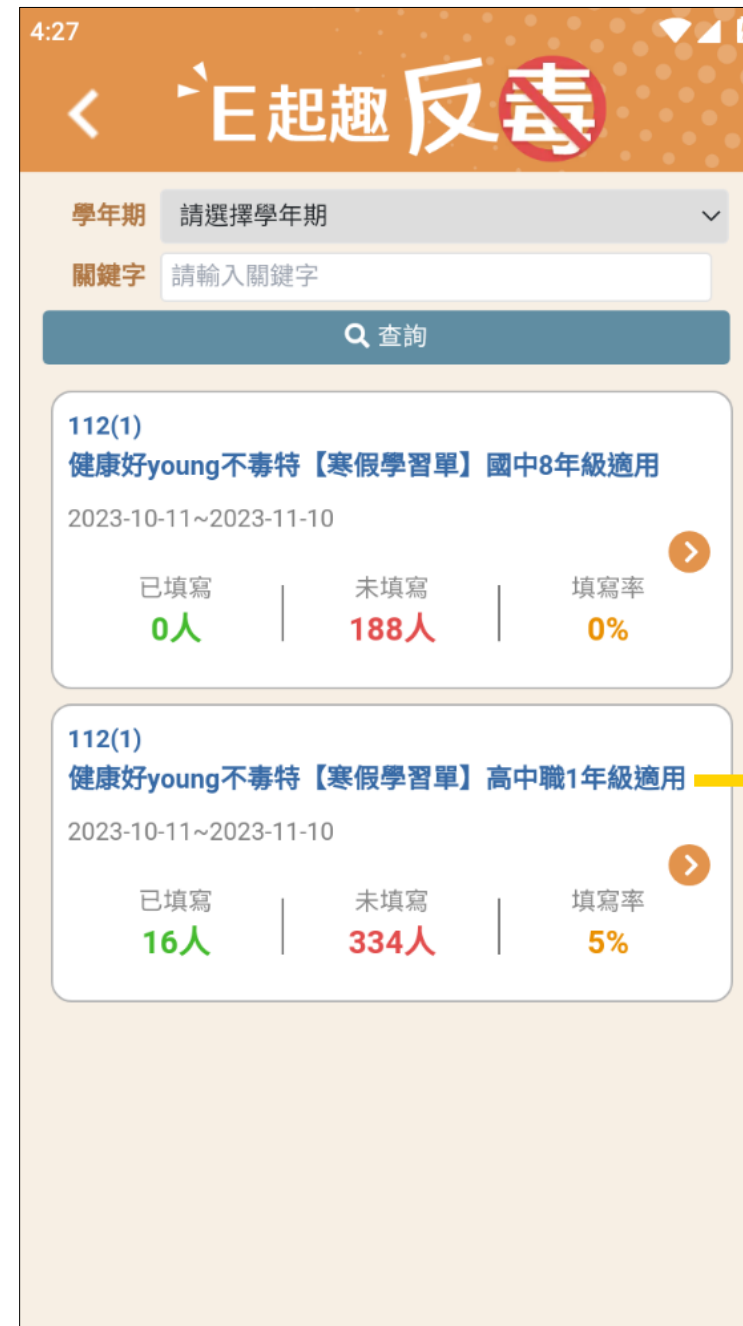 4:27
E起趣反毒
學年期 請選擇學年期
關鍵字 請輸入關鍵字
查詢
112(1)
健康好young不毒特【寒假學習單】國中8年級適用
2023-10-11~2023-11-10
已填寫 未填寫 填寫率
0人 188人 0%
112(1)
健康好young不毒特【寒假學習單】高中職1年級適用
2023-10-11~2023-11-10
已填寫 未填寫 填寫率
16人 334人 5%